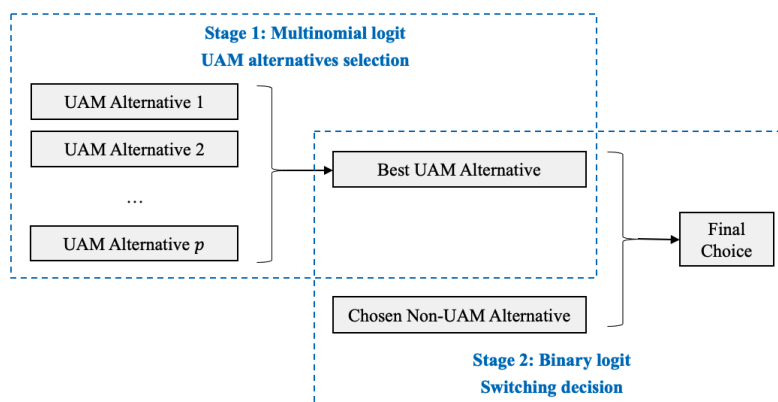 Stage 1: Multinomial logit
UAM alternatives selection
UAM Alternative 1
UAM Alternative 2
...
UAM Alternative p
Best UAM Alternative
Final
Choice
Chosen Non-UAM Alternative
Stage 2: Binary logit
Switching decision